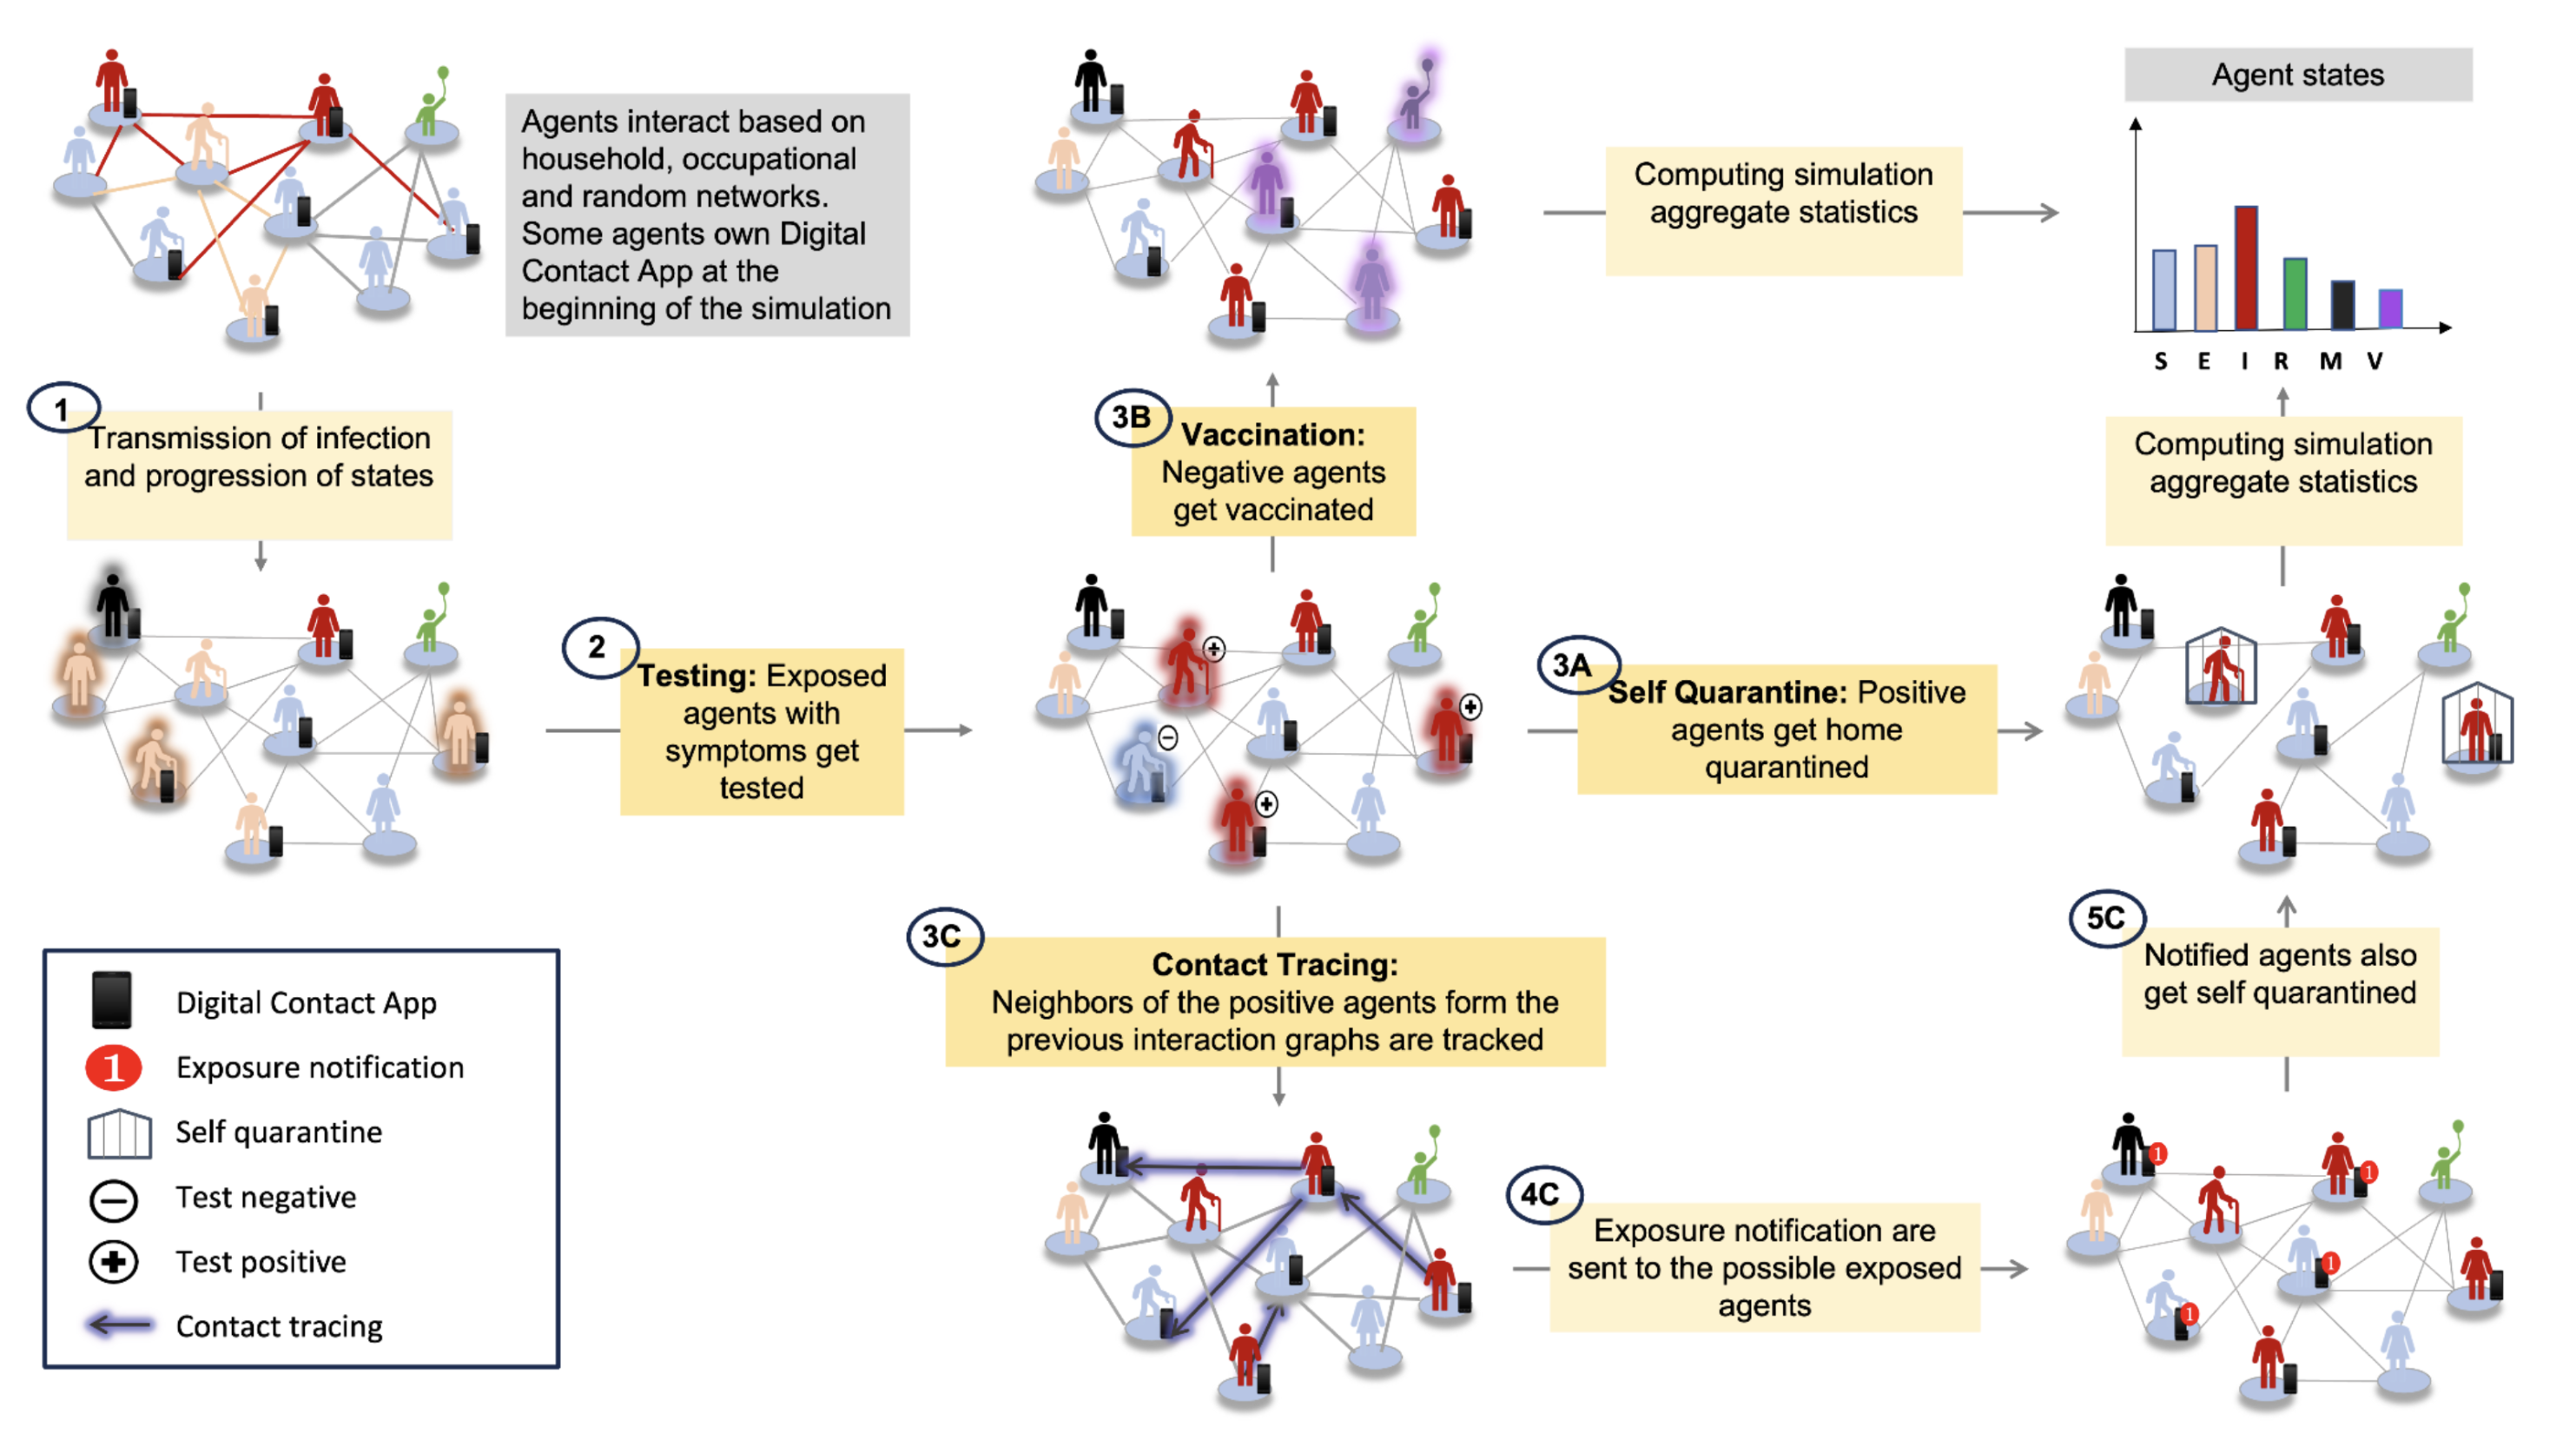 Agents interact based on
household, occupational
and random networks.
Some agents own Digital
Contact App at the
beginning of the simulation
Computing simulation
aggregate statistics
Agent states
S E I R M V
1
Transmission of infection
and progression of states
3B
Vaccination:
Negative agents
get vaccinated
Computing simulation
aggregate statistics
2
Testing: Exposed
agents with
symptoms get
tested
3A
Self Quarantine: Positive
agents get home
quarantined
3C
Contact Tracing:
Neighbors of the positive agents form the
previous interaction graphs are tracked
5C
Notified agents also
get self quarantined
Digital Contact App
1
Exposure notification
Self quarantine
Test negative
Test positive
Contact tracing
4C
Exposure notification are
sent to the possible exposed
agents
1
1
1
1